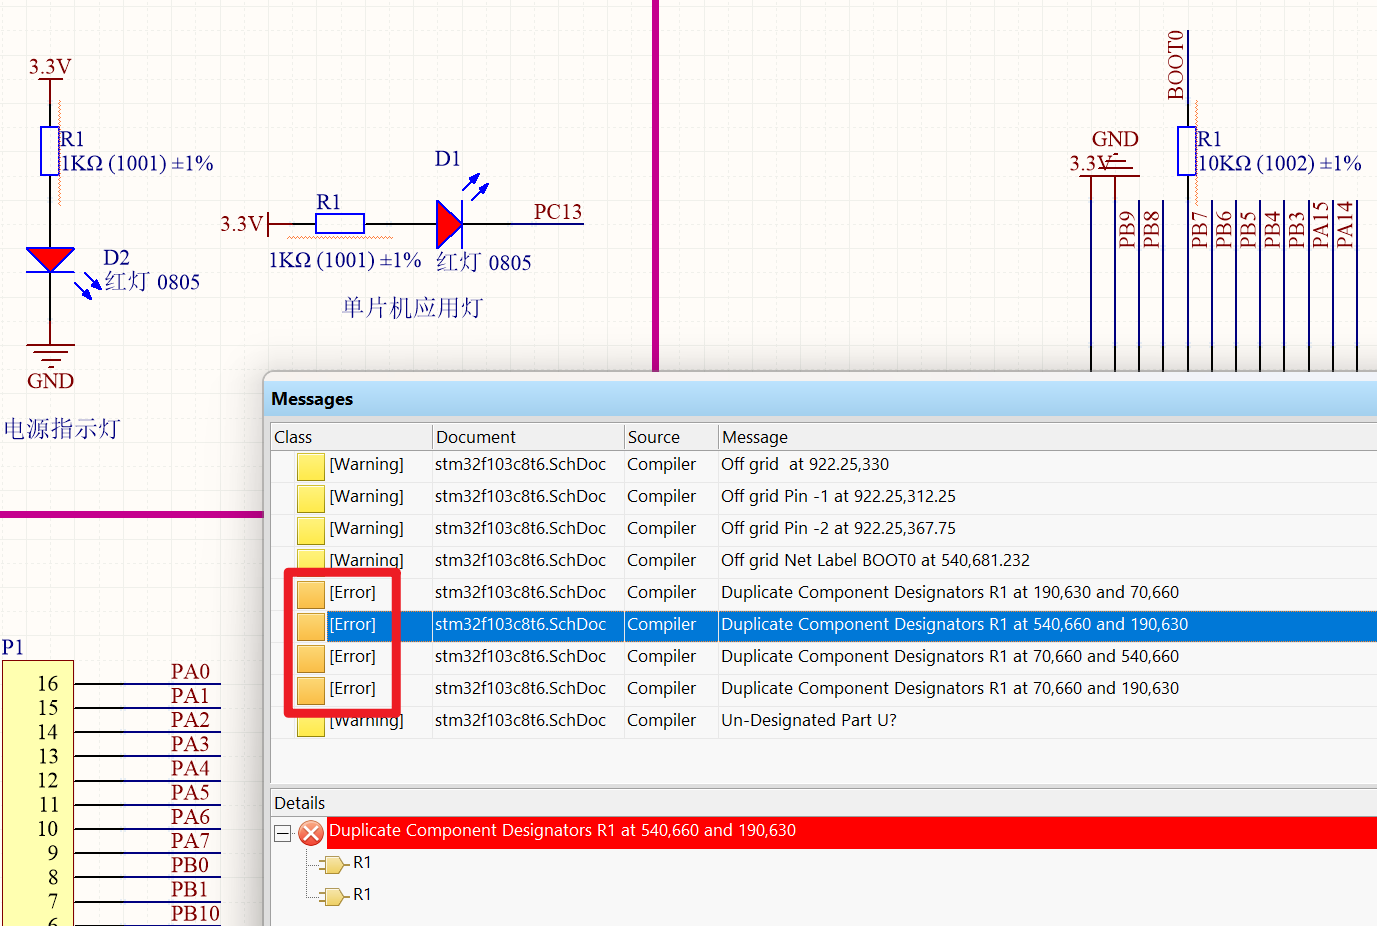 3.3V
R1
1KΩ (1001) ±1%
D2
红灯 0805
GND
电源指示灯
D1
R1
3.3V
PC13
1KΩ (1001) ±1%
红灯 0805
单片机应用灯
BOOT0
GND
3.3V
R1
10KΩ (1002) ±1%
PB9
PB8
PB7
PB6
PB5
PB4
PB3
PA15
PA14
P1
16 PA0
15 PA1
14 PA2
13 PA3
12 PA4
11 PA5
10 PA6
9 PA7
8 PB0
7 PB1
6 PB10
Messages
Class Document Source Message
[Warning] stm32f103c8t6.SchDoc Compiler Off grid at 922.25,330
[Warning] stm32f103c8t6.SchDoc Compiler Off grid Pin -1 at 922.25,312.25
[Warning] stm32f103c8t6.SchDoc Compiler Off grid Pin -2 at 922.25,367.75
[Warning] stm32f103c8t6.SchDoc Compiler Off grid Net Label BOOT0 at 540,681.232
[Error] stm32f103c8t6.SchDoc Compiler Duplicate Component Designators R1 at 190,630 and 70,660
[Error] stm32f103c8t6.SchDoc Compiler Duplicate Component Designators R1 at 540,660 and 190,630
[Error] stm32f103c8t6.SchDoc Compiler Duplicate Component Designators R1 at 70,660 and 540,660
[Error] stm32f103c8t6.SchDoc Compiler Duplicate Component Designators R1 at 70,660 and 190,630
[Warning] stm32f103c8t6.SchDoc Compiler Un-Designated Part U?
Details
Duplicate Component Designators R1 at 540,660 and 190,630
R1
R1